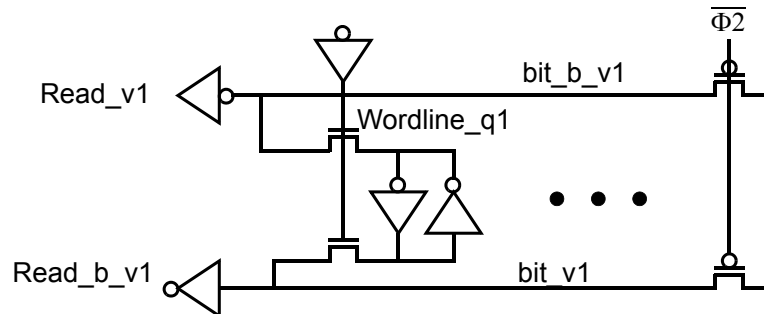 Φ2
Read_v1
bit_b_v1
Wordline_q1
Read_b_v1
bit_v1